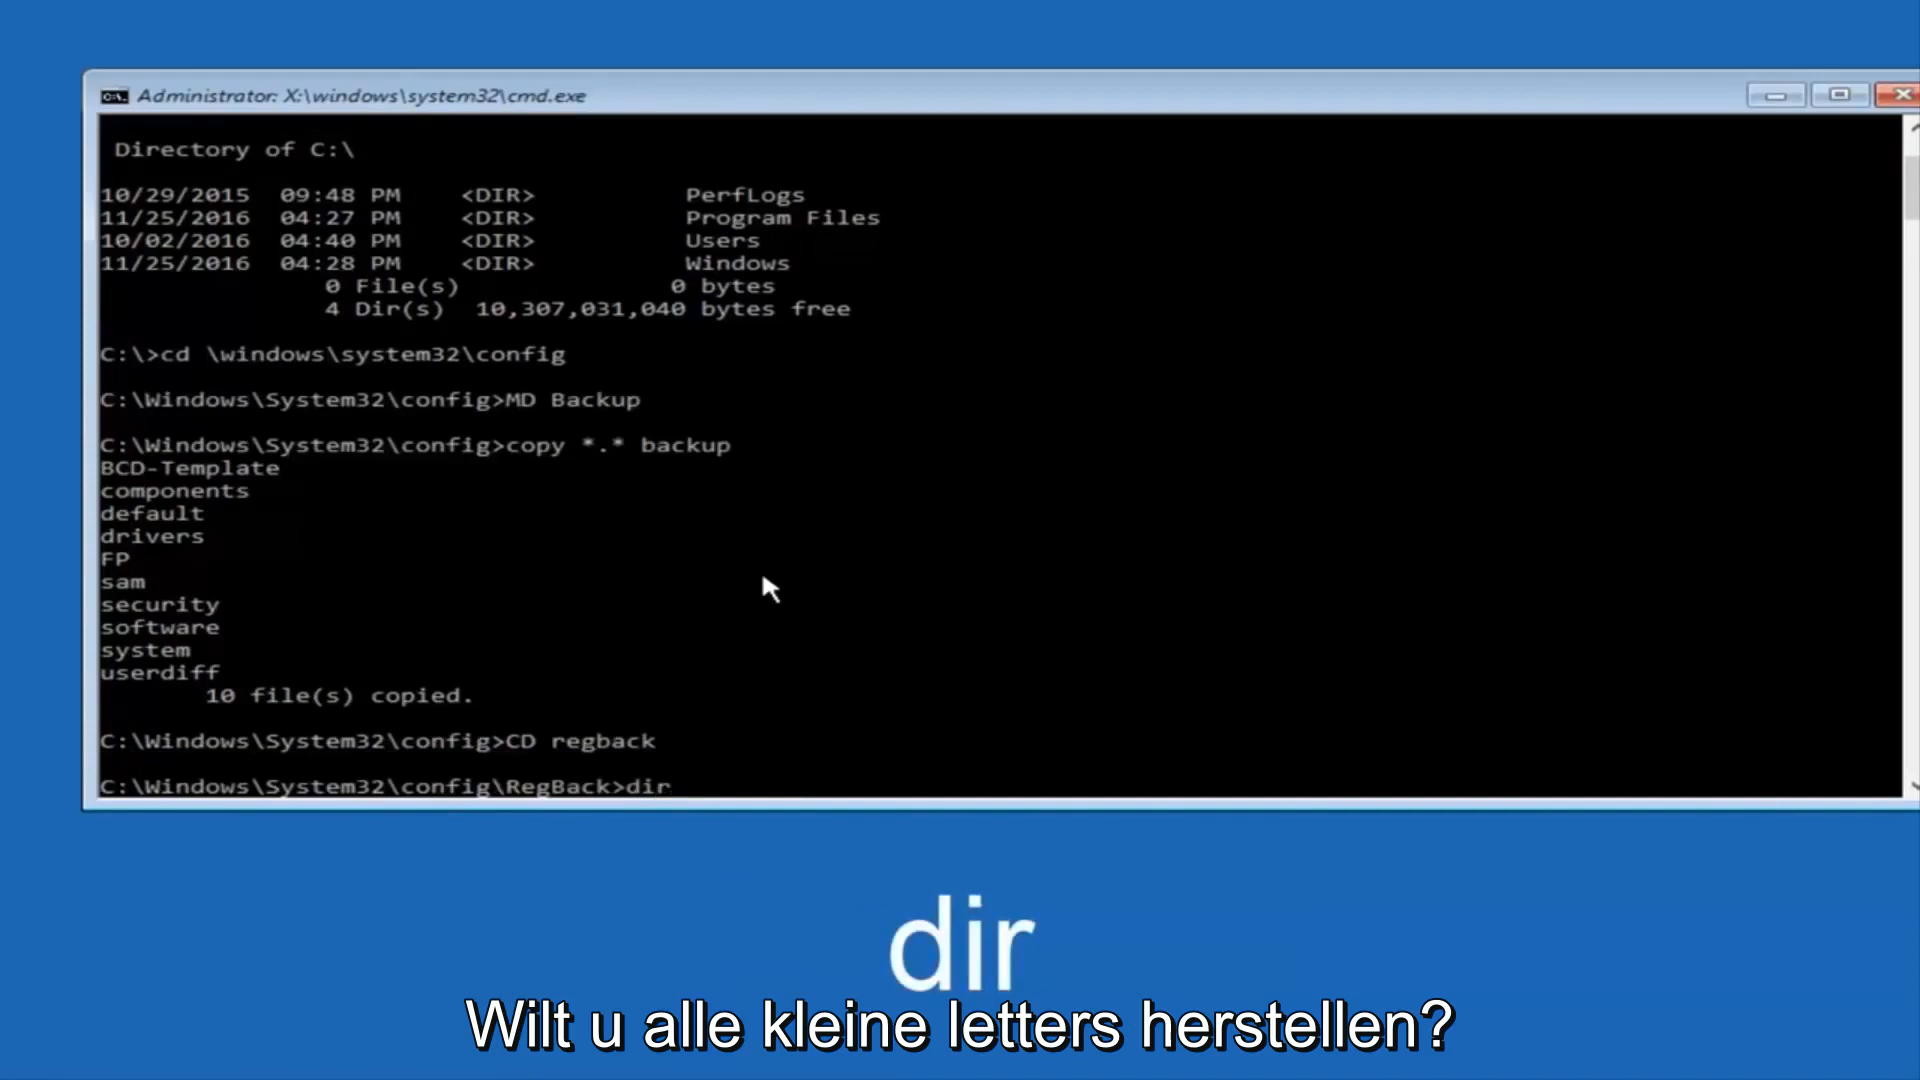 Administrator: X:\windows\system32\cmd.exe
Directory of C:\
10/29/2015 09:48 PM <DIR> PerfLogs
11/25/2016 04:27 PM <DIR> Program Files
10/02/2016 04:40 PM <DIR> Users
11/25/2016 04:28 PM <DIR> Windows
0 File(s) 0 bytes
4 Dir(s) 10,307,031,040 bytes free
C:\>cd \windows\system32\config
C:\Windows\System32\config>MD Backup
C:\Windows\System32\config>copy *.* backup
BCD-Template
components
default
drivers
FP
sam
security
software
system
userdiff
10 file(s) copied.
C:\Windows\System32\config>CD regback
C:\Windows\System32\config\RegBack>dir
dir
Wilt u alle kleine letters herstellen?